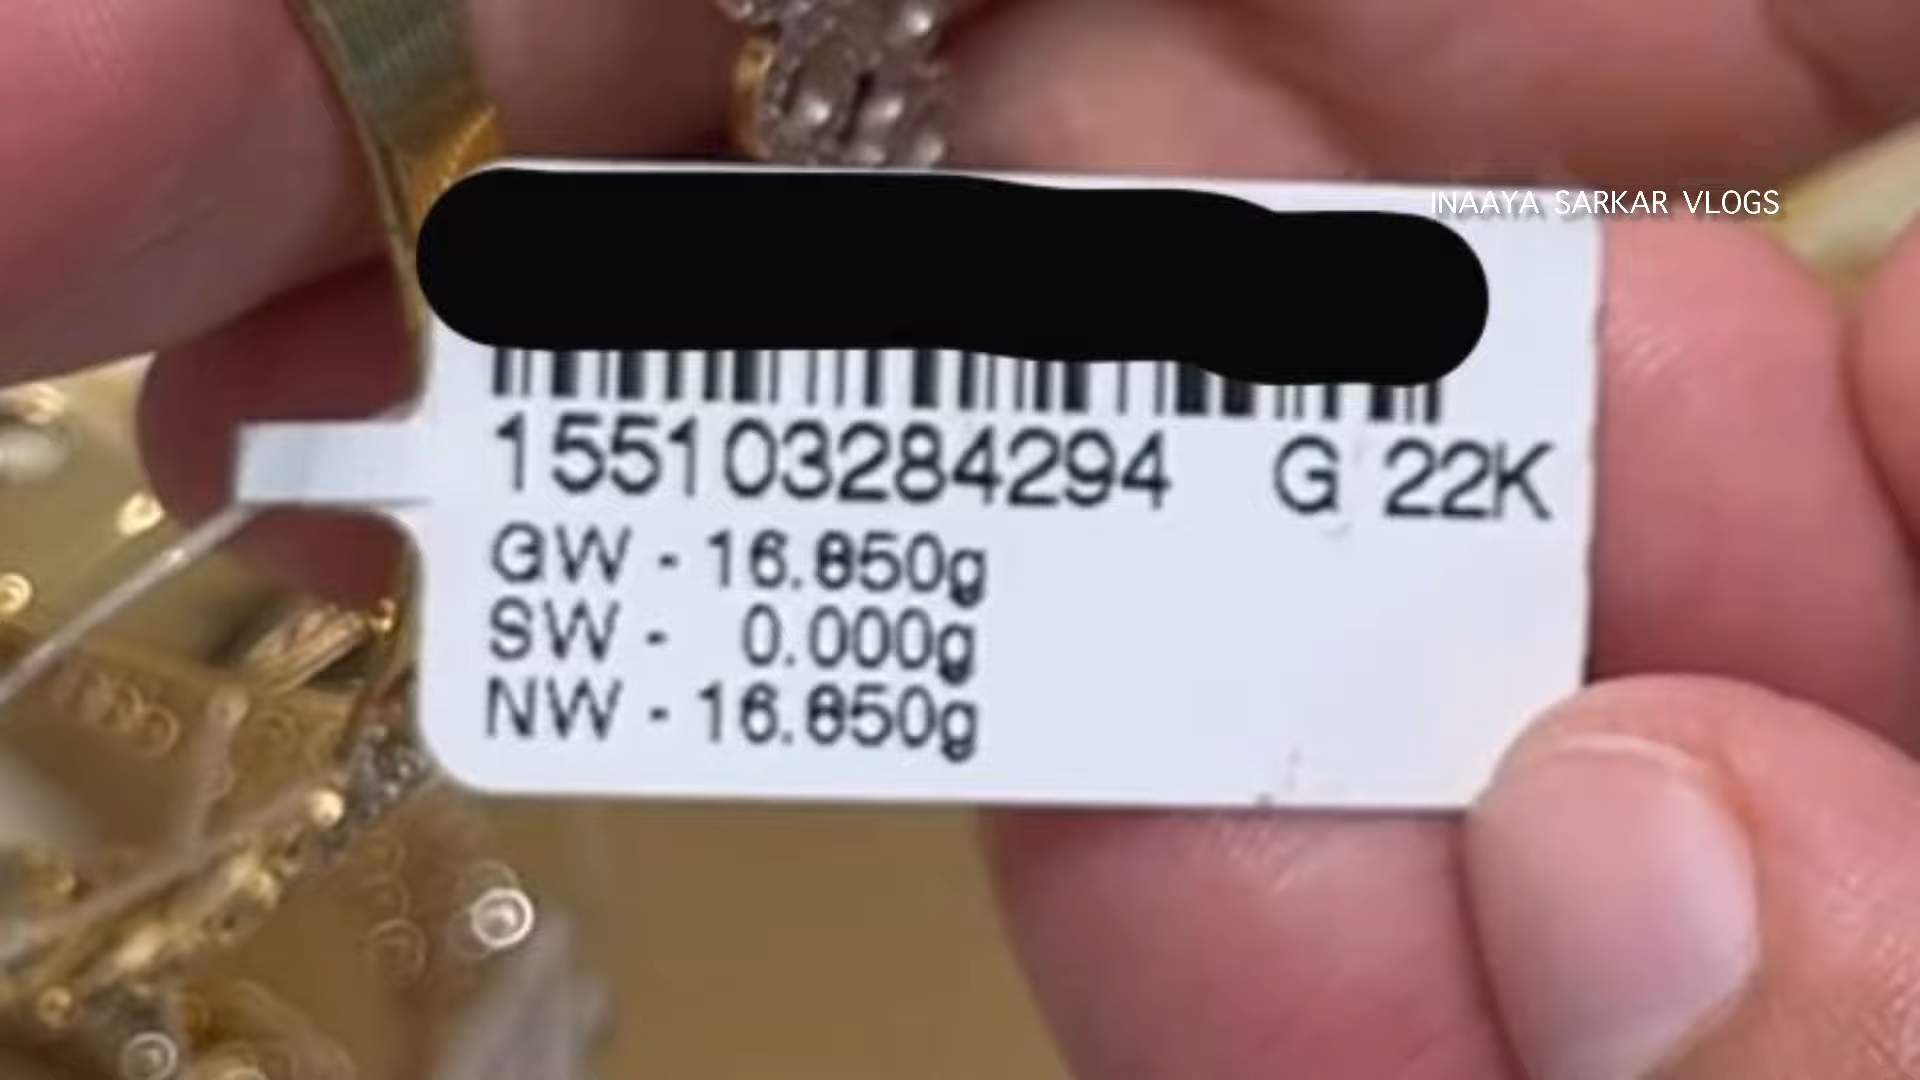 INAAYA SARKAR VLOGS
155103284294 G 22K
GW - 16.850g
SW - 0.000g
NW - 16.850g